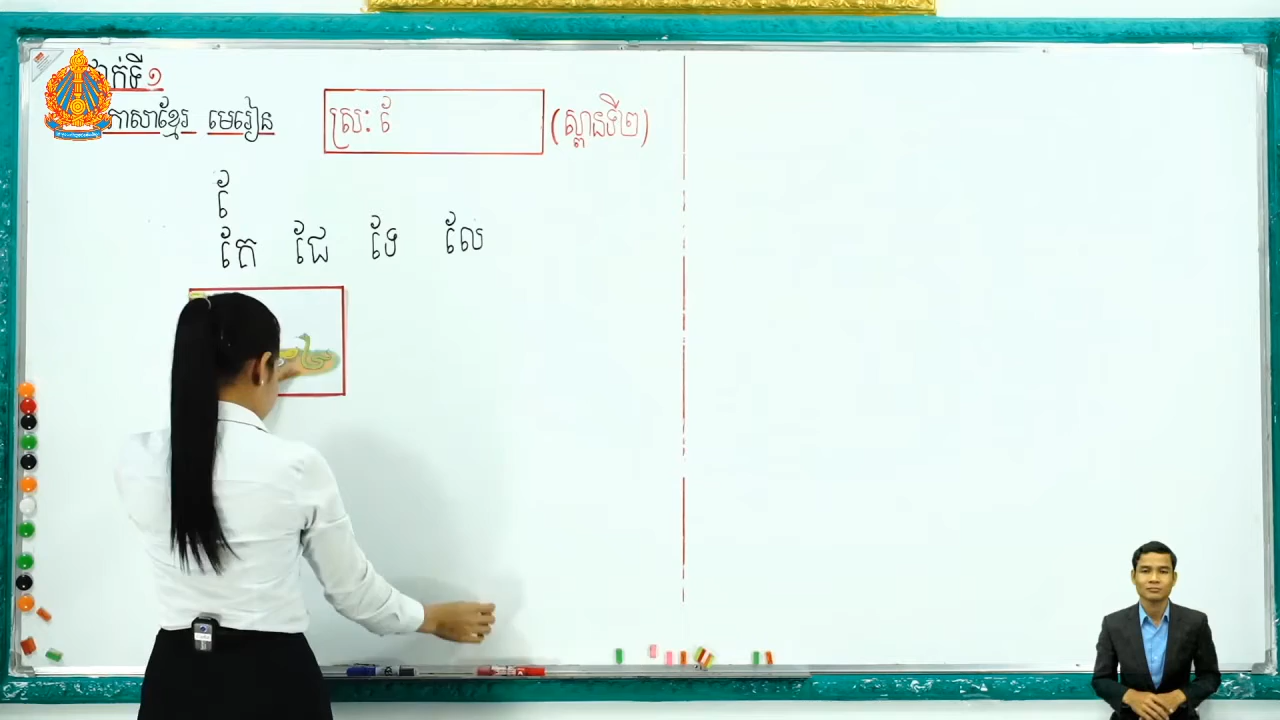 ថ្នាក់ទី១
ភាសាខ្មែរ មេរៀន ស្រៈ ែ (ស្ពានទី២)
ែ
តែ ជែ ទែ លែ